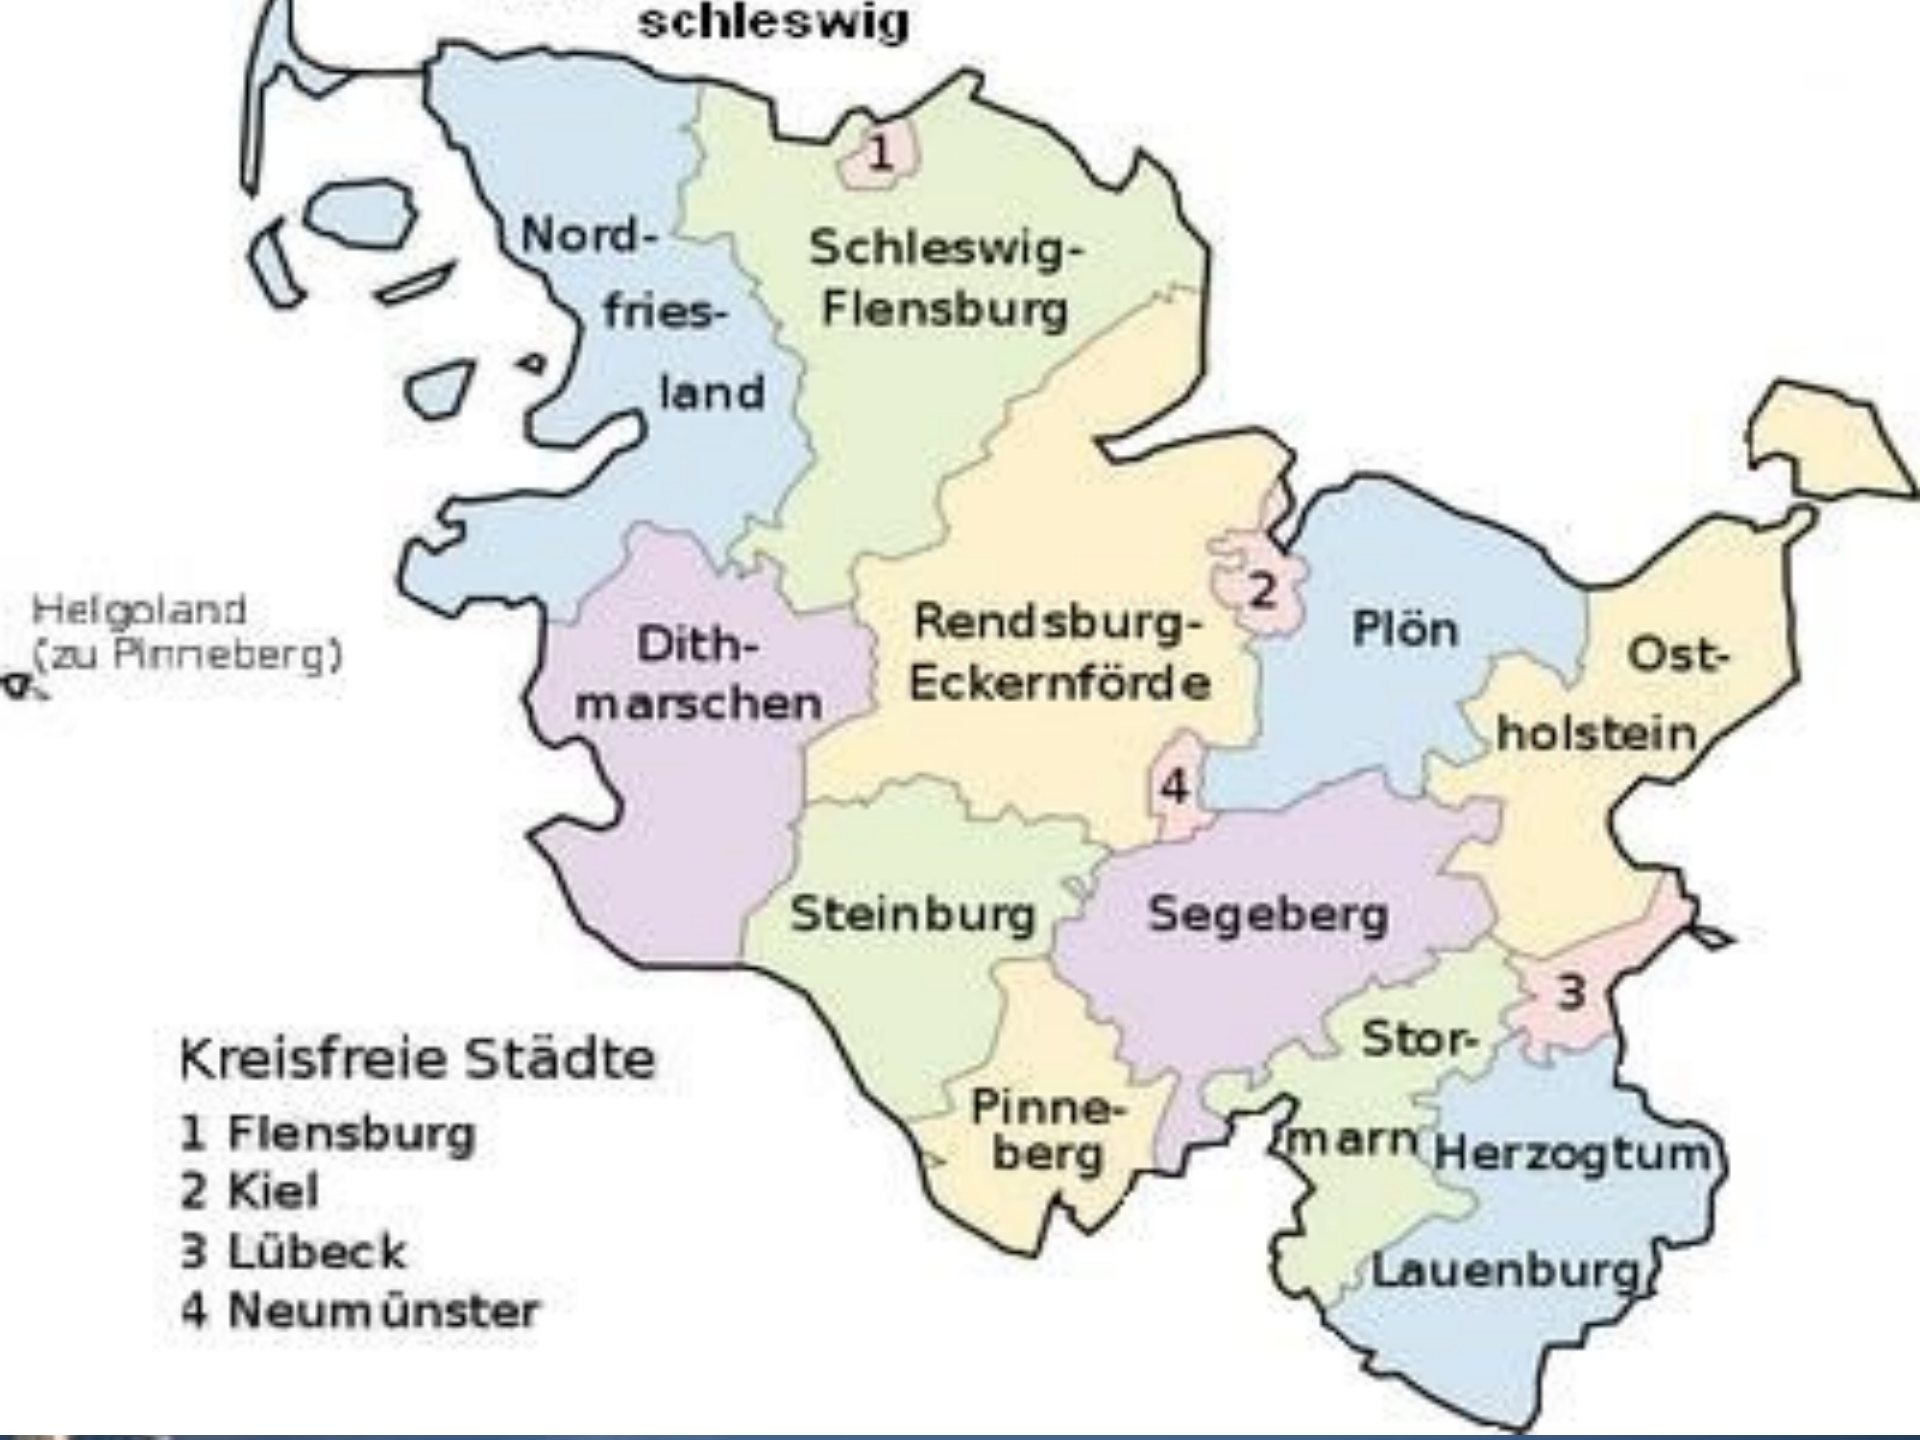 schleswig
1
Nord-
fries-
land
Schleswig-
Flensburg
Helgoland
(zu Pinneberg)
Dith-
marschen
Rendsburg-
Eckernförde
2
Plön
Ost-
holstein
4
Steinburg
Segeberg
3
Stor-
marn
Pinne-
berg
Herzogtum
Lauenburg
Kreisfreie Städte
1 Flensburg
2 Kiel
3 Lübeck
4 Neumünster